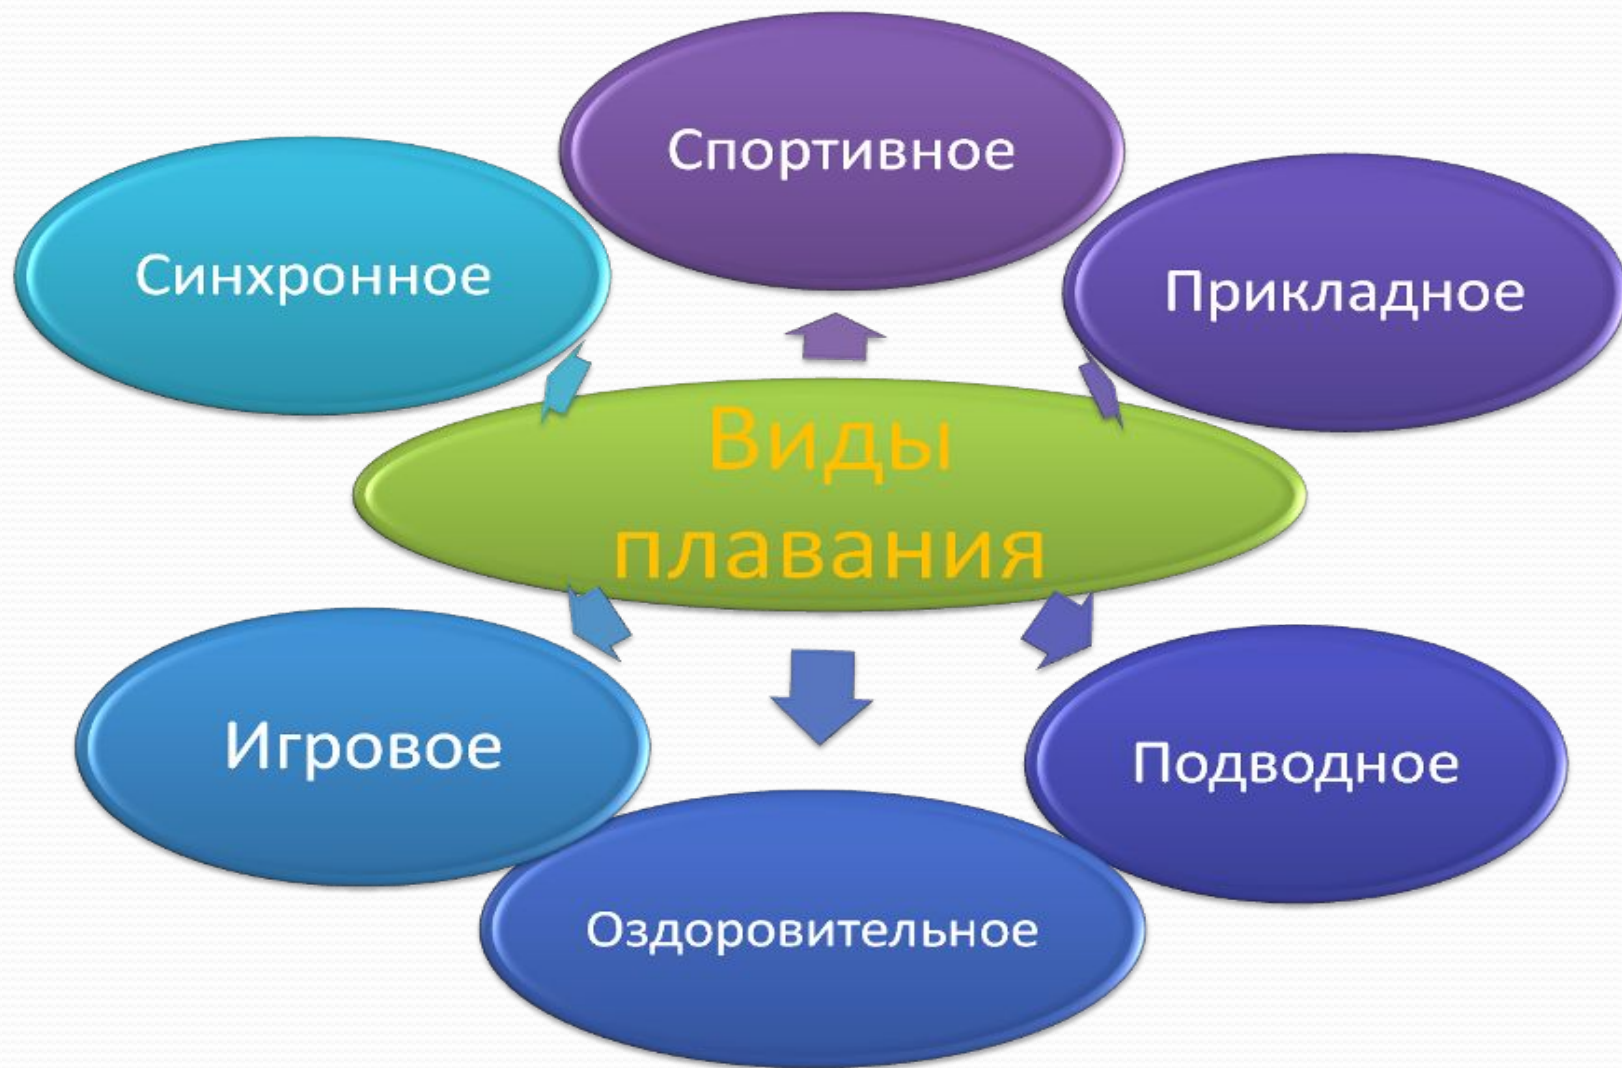 Спортивное
Синхронное
Прикладное
Виды
плавания
Игровое
Подводное
Оздоровительное